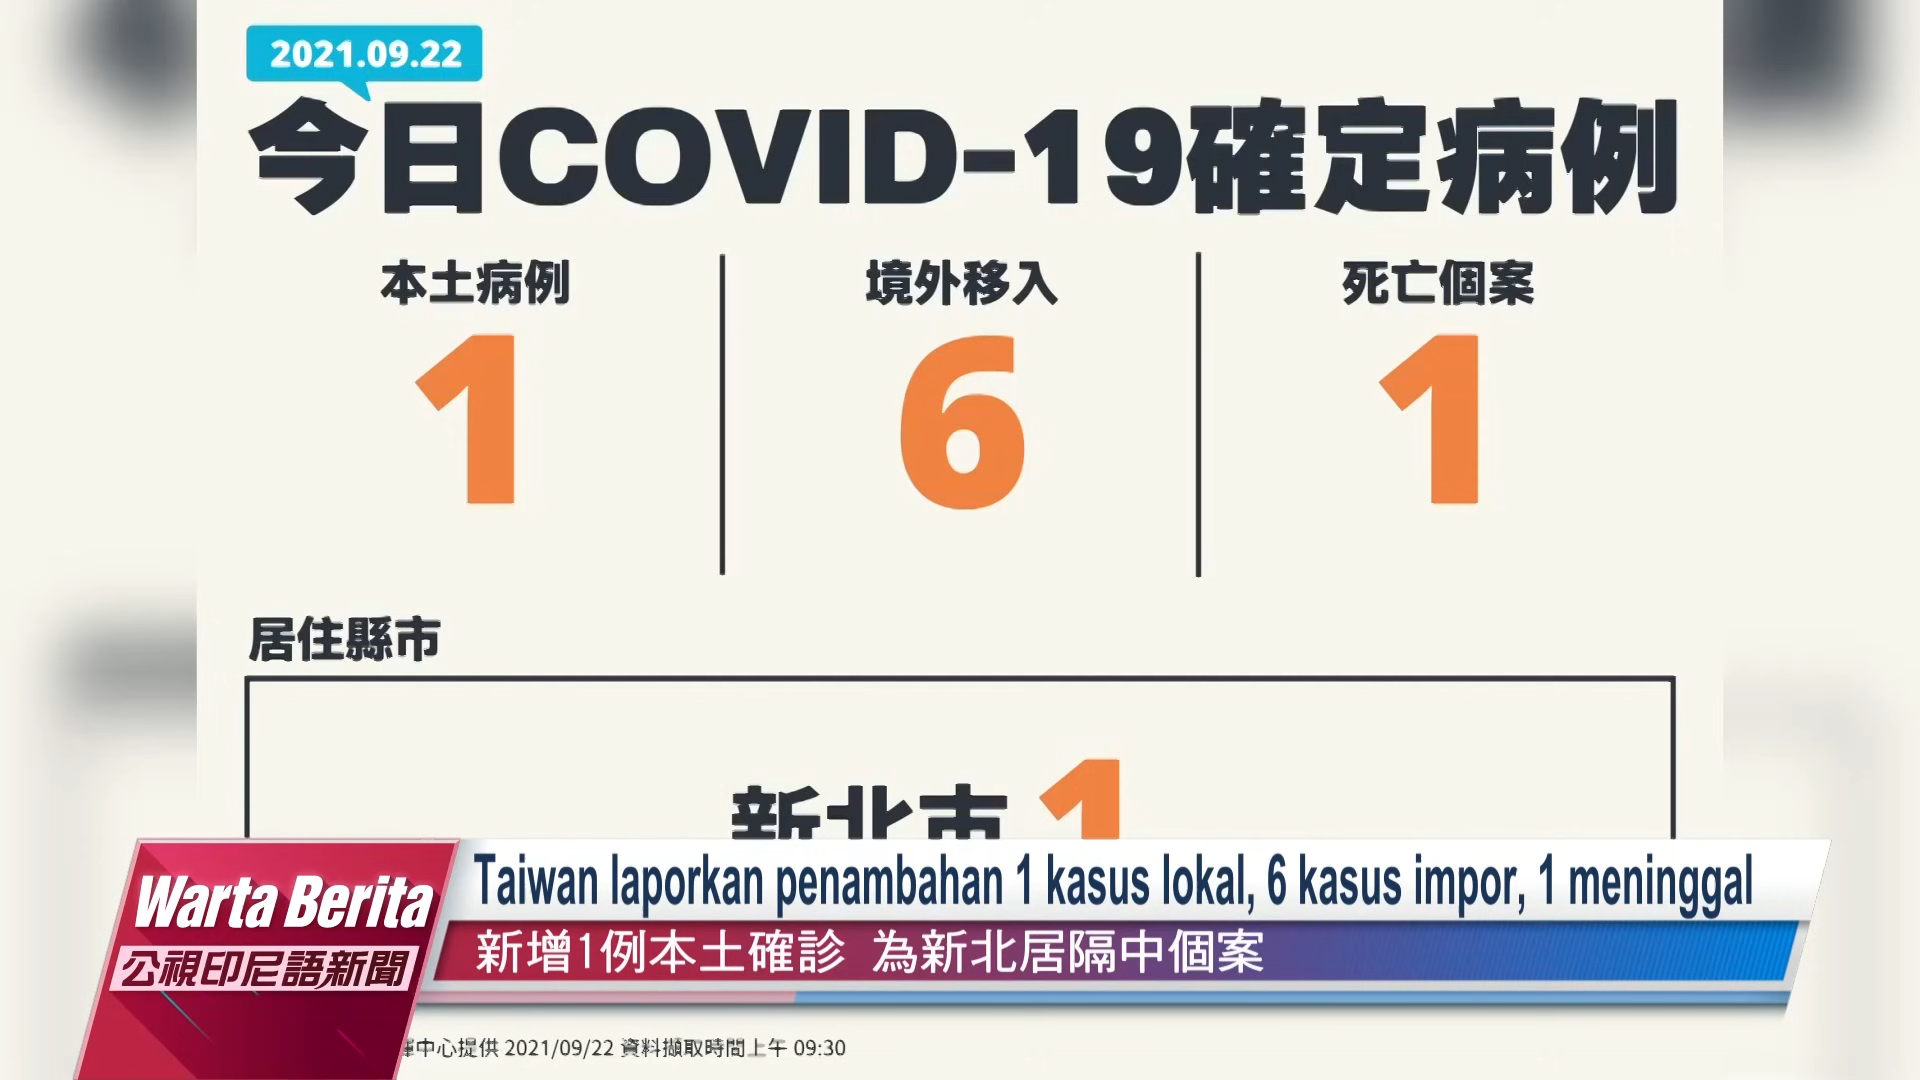 2021.09.22
今日COVID-19確定病例
本土病例
1
境外移入
6
死亡個案
1
居住縣市
新北市 1
Warta Berita
公視印尼語新聞
Taiwan laporkan penambahan 1 kasus lokal, 6 kasus impor, 1 meninggal
新增1例本土確診 為新北居隔中個案
中心提供 2021/09/22 資料擷取時間上午 09:30